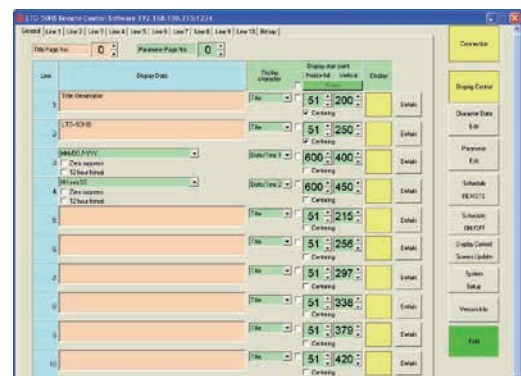 LTG-50HS Remote Control Software 192.168.190.215:1234
General Line 1 Line 2 Line 3 Line 4 Line 5 Line 6 Line 7 Line 8 Line 9 Line 10 Bitmap
Title Page No. 0 Parameter Page No. 0
Line Display Data Display character Display start point Horizontal Vertical Display
1 Title Generator Title 51 200 Centering Details
2 LTG-50HS Title 51 250 Centering Details
3 MM/DD/YYYY Zero suppress 12 hour format Date/Time 1 600 400 Centering Details
4 HH:mm:SS Zero suppress 12 hour format Date/Time 2 600 450 Centering Details
5 Title 51 215 Centering Details
6 Title 51 256 Centering Details
7 Title 51 297 Centering Details
8 Title 51 338 Centering Details
9 Title 51 379 Centering Details
10 Title 51 420 Centering Details
Connection
Display Control
Character Data
Edit
Parameter
Edit
Schedule
REMOTE
Schedule
ON/OFF
Display Control
Screen Update
System
Setup
Version Info
Exit